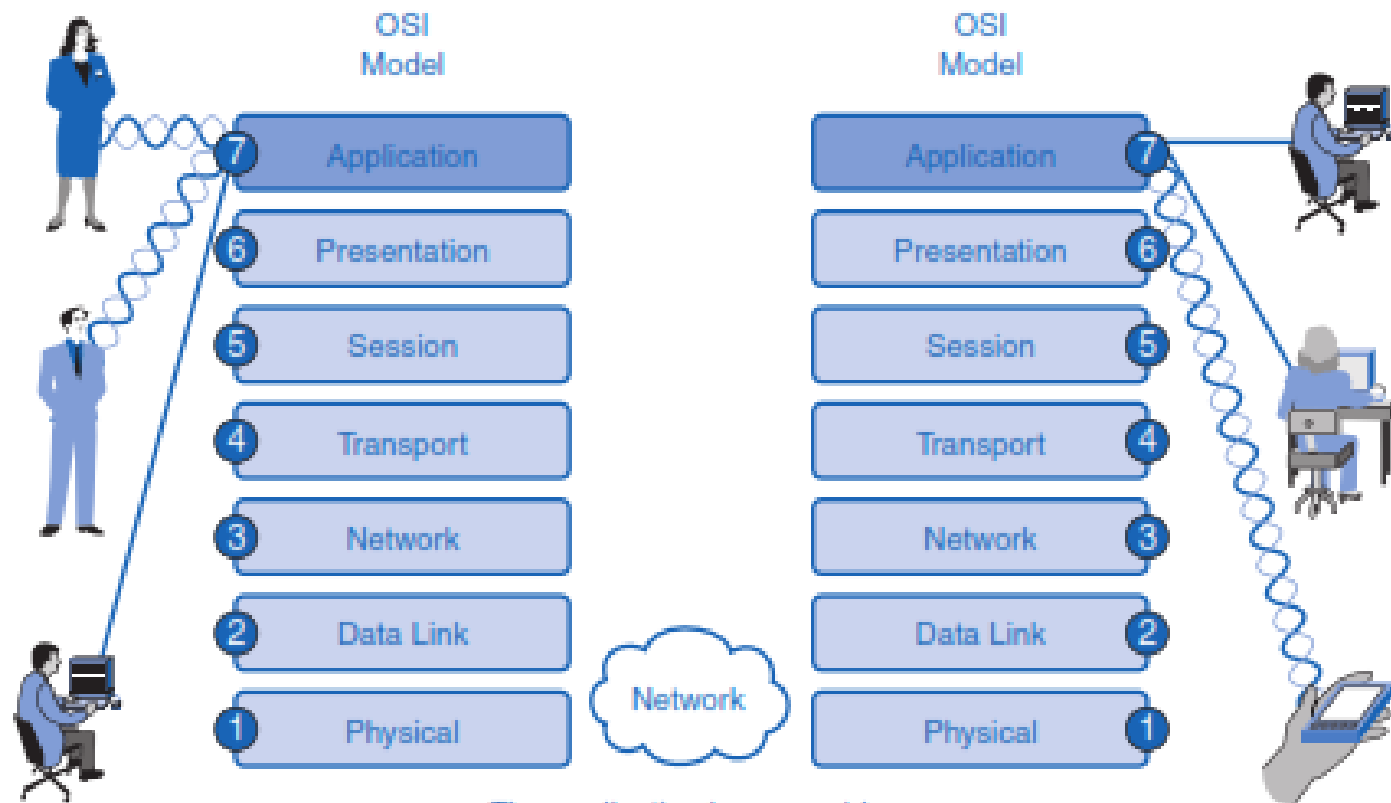 OSI
Model
7 Application
6 Presentation
5 Session
4 Transport
3 Network
2 Data Link
1 Physical
Network
OSI
Model
Application 7
Presentation 6
Session 5
Transport 4
Network 3
Data Link 2
Physical 1